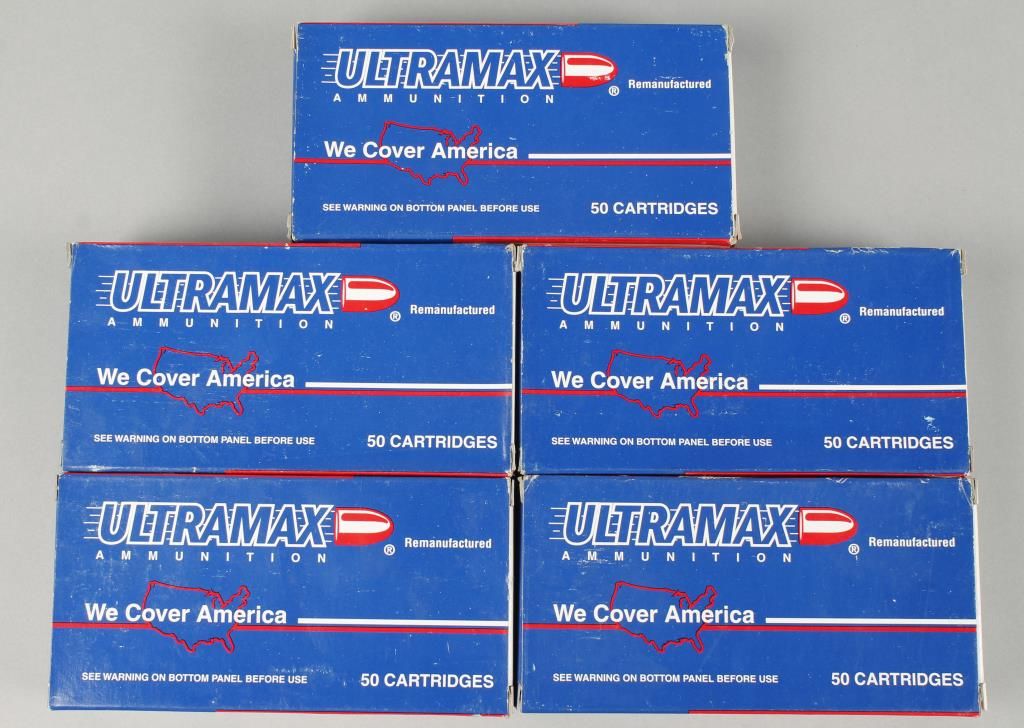 ULTRAMAX
AMMUNITION
® Remanufactured
We Cover America
SEE WARNING ON BOTTOM PANEL BEFORE USE 50 CARTRIDGES
ULTRAMAX
AMMUNITION
® Remanufactured
We Cover America
SEE WARNING ON BOTTOM PANEL BEFORE USE 50 CARTRIDGES
ULTRAMAX
AMMUNITION
® Remanufactured
We Cover America
SEE WARNING ON BOTTOM PANEL BEFORE USE 50 CARTRIDGES
ULTRAMAX
AMMUNITION
® Remanufactured
We Cover America
SEE WARNING ON BOTTOM PANEL BEFORE USE 50 CARTRIDGES
ULTRAMAX
AMMUNITION
® Remanufactured
We Cover America
SEE WARNING ON BOTTOM PANEL BEFORE USE 50 CARTRIDGES